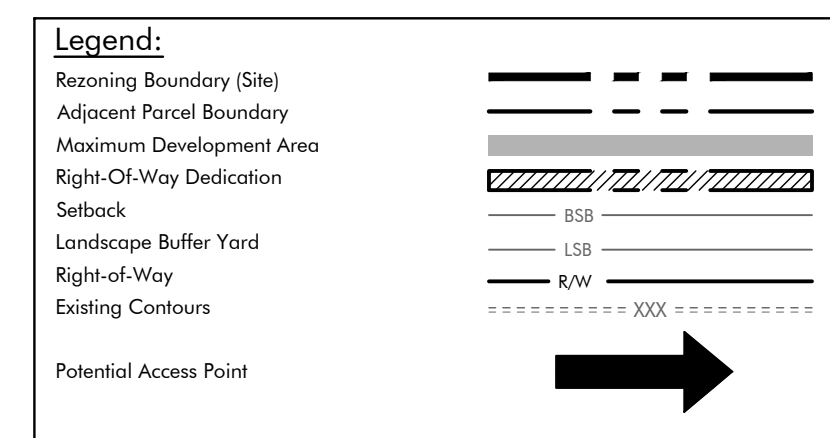 Legend:
Rezoning Boundary (Site)
Adjacent Parcel Boundary
Maximum Development Area
Right-Of-Way Dedication
Setback BSB
Landscape Buffer Yard LSB
Right-of-Way R/W
Existing Contours XXX
Potential Access Point